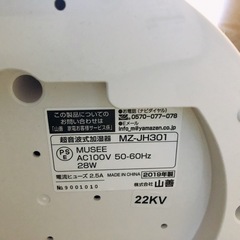 この製品についての
お問い合わせは
「山善 家電お客様サービス係」
お電話（ナビダイヤル）
0570-077-078
●Eメール
info.m@yamazen.co.jp
超音波式加湿器 MZ-JH301
PSE
MUSEE
AC100V 50-60Hz
28W
電流ヒューズ 2.5A
MADE IN CHINA
2019年製
No.9001010
山善
22KV